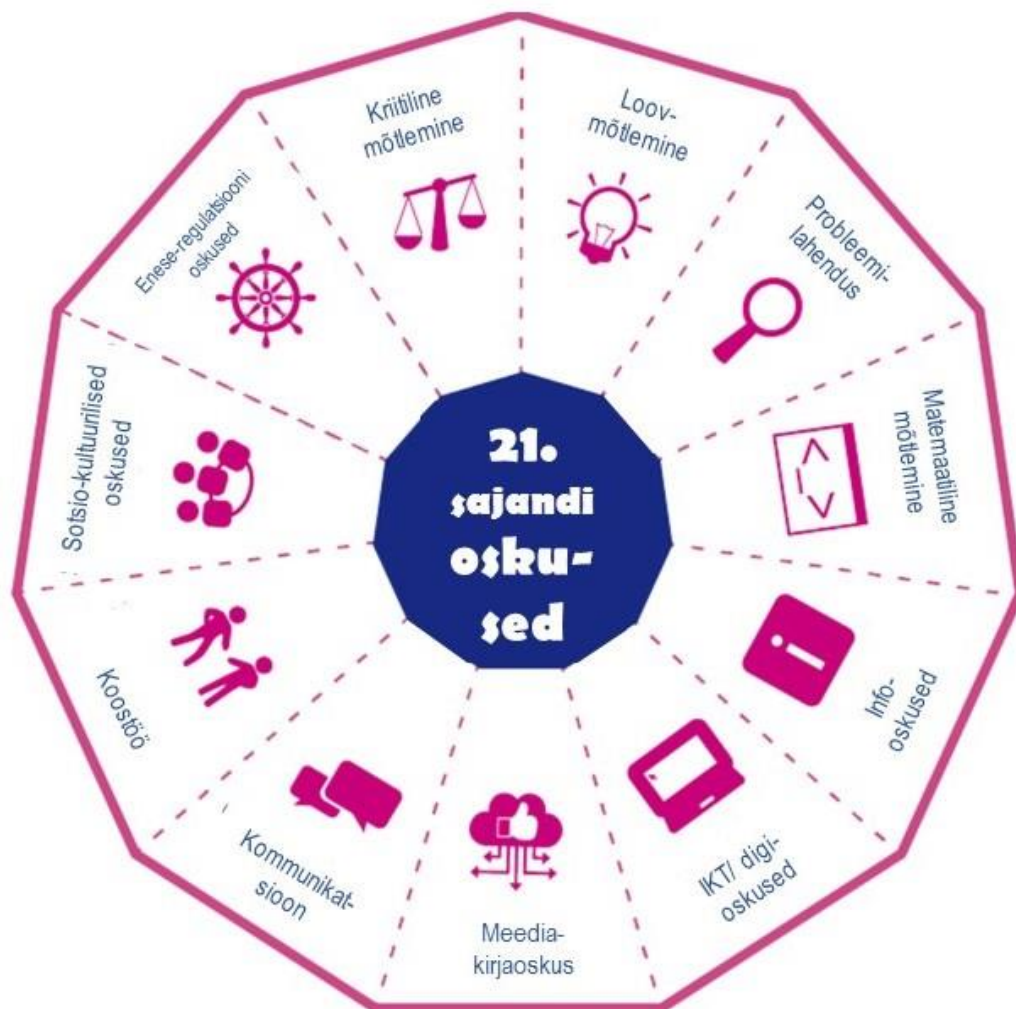 Kriitiline
mõtlemine
Loov-
mõtlemine
Probleemi-
lahendus
Matemaatiline
mõtlemine
Info-
oskused
IKT/ digi-
oskused
Meedia-
kirjaoskus
Kommunikat-
sioon
Koostöö
Sotsio-kultuurilised
oskused
Enese-regulatsiooni
oskused
21.
sajandi
osku-
sed